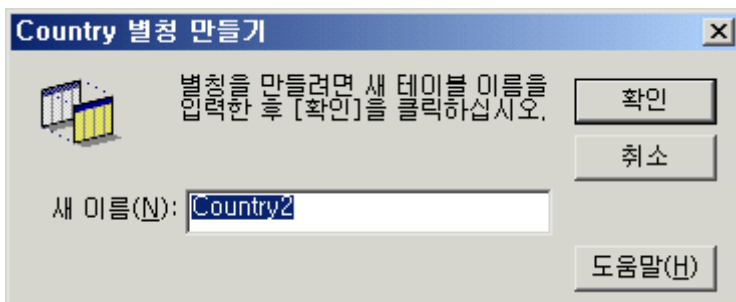 Country 별칭 만들기
별칭을 만들려면 새 테이블 이름을
입력한 후 [확인]을 클릭하십시오.
확인
취소
새 이름(N): Country2
도움말(H)